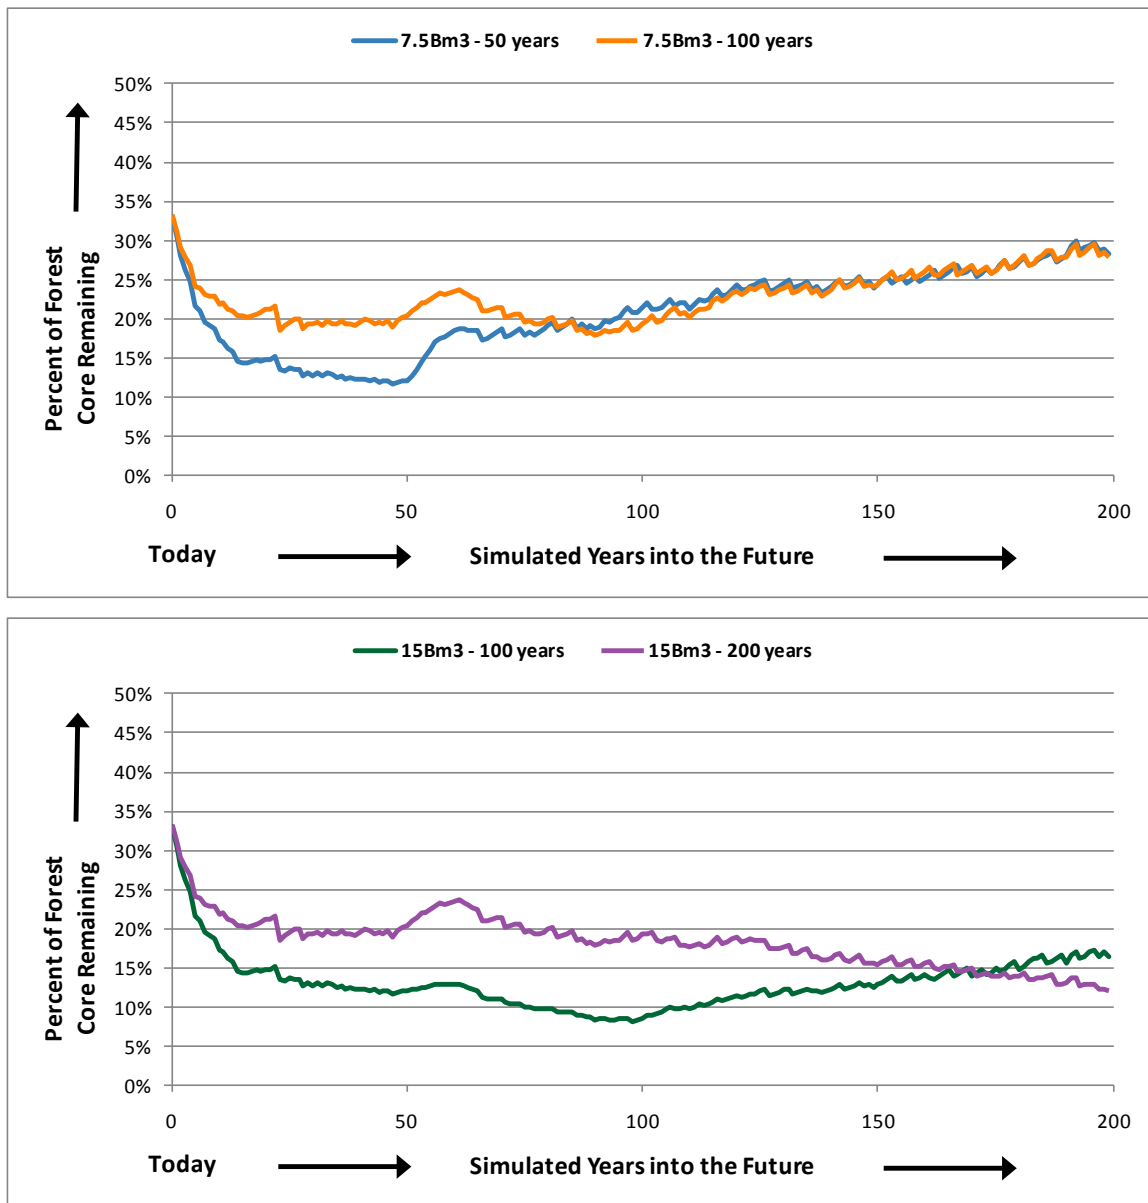 7.5Bm3 - 50 years 7.5Bm3 - 100 years
50%
45%
40%
35%
30%
25%
20%
15%
10%
5%
0%
Percent of Forest
Core Remaining
0 50 100 150 200
Today Simulated Years into the Future
15Bm3 - 100 years 15Bm3 - 200 years
50%
45%
40%
35%
30%
25%
20%
15%
10%
5%
0%
Percent of Forest
Core Remaining
0 50 100 150 200
Today Simulated Years into the Future